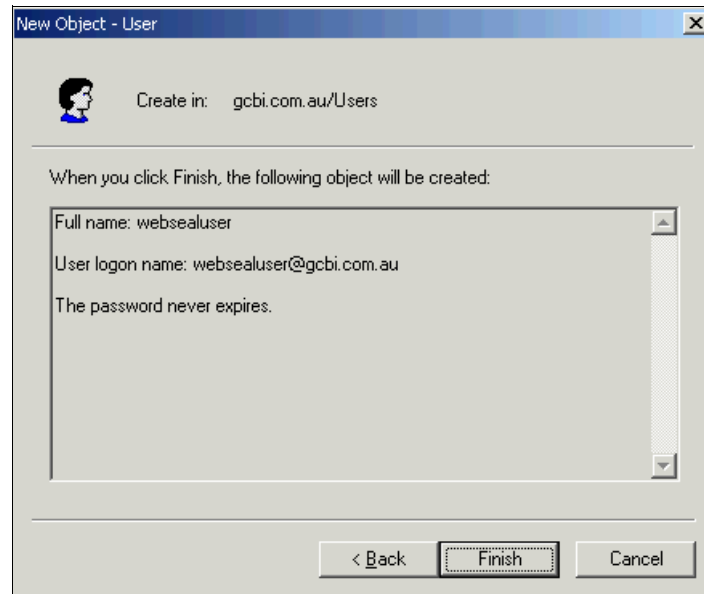 New Object - User
Create in: gcbi.com.au/Users
When you click Finish, the following object will be created:
Full name: websealuser
User logon name: websealuser@gcbi.com.au
The password never expires.
< Back Finish Cancel